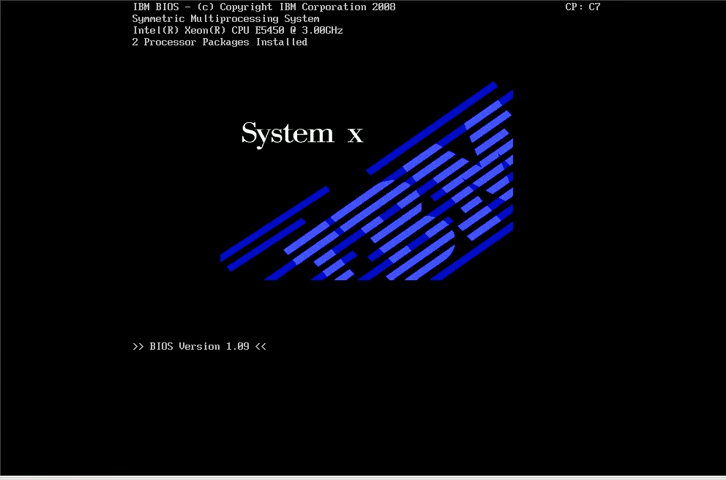 IBM BIOS - (c) Copyright IBM Corporation 2008 CP: C7
Symmetric Multiprocessing System
Intel(R) Xeon(R) CPU E5450 @ 3.00GHz
2 Processor Packages Installed
System x
IBM
>> BIOS Version 1.09 <<